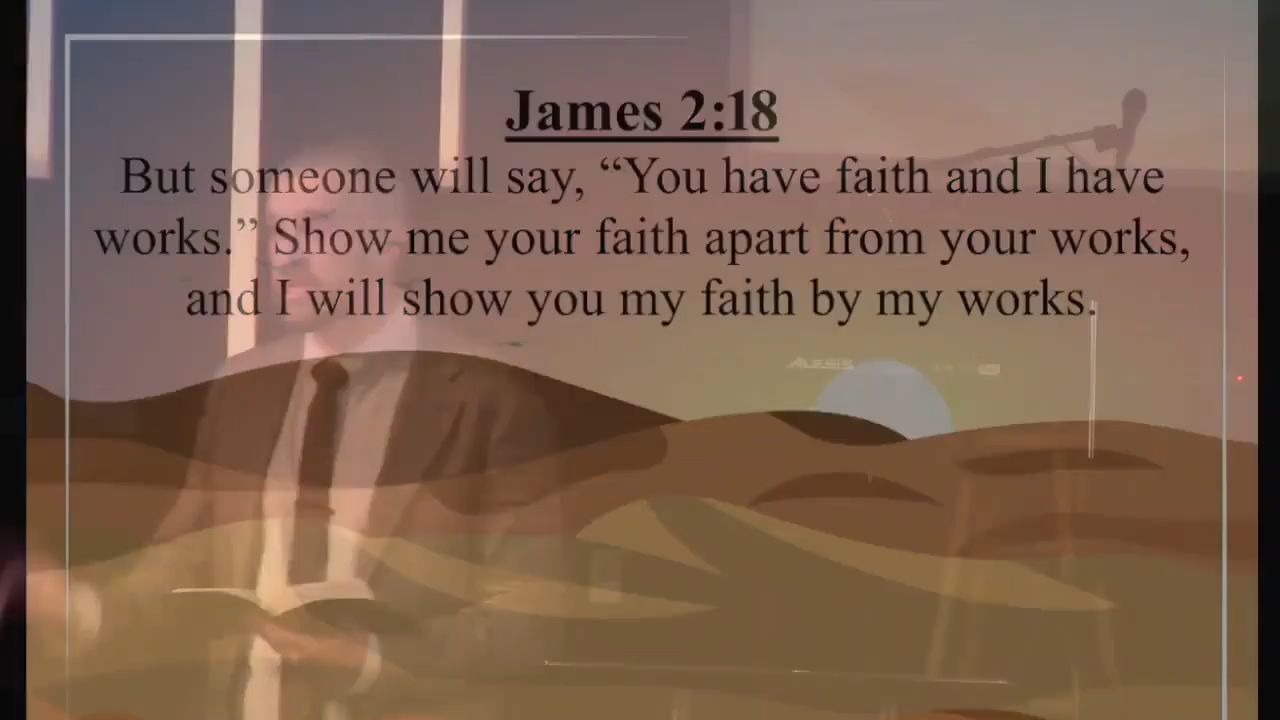 James 2:18
But someone will say, “You have faith and I have
works.” Show me your faith apart from your works,
and I will show you my faith by my works.
ALESIS